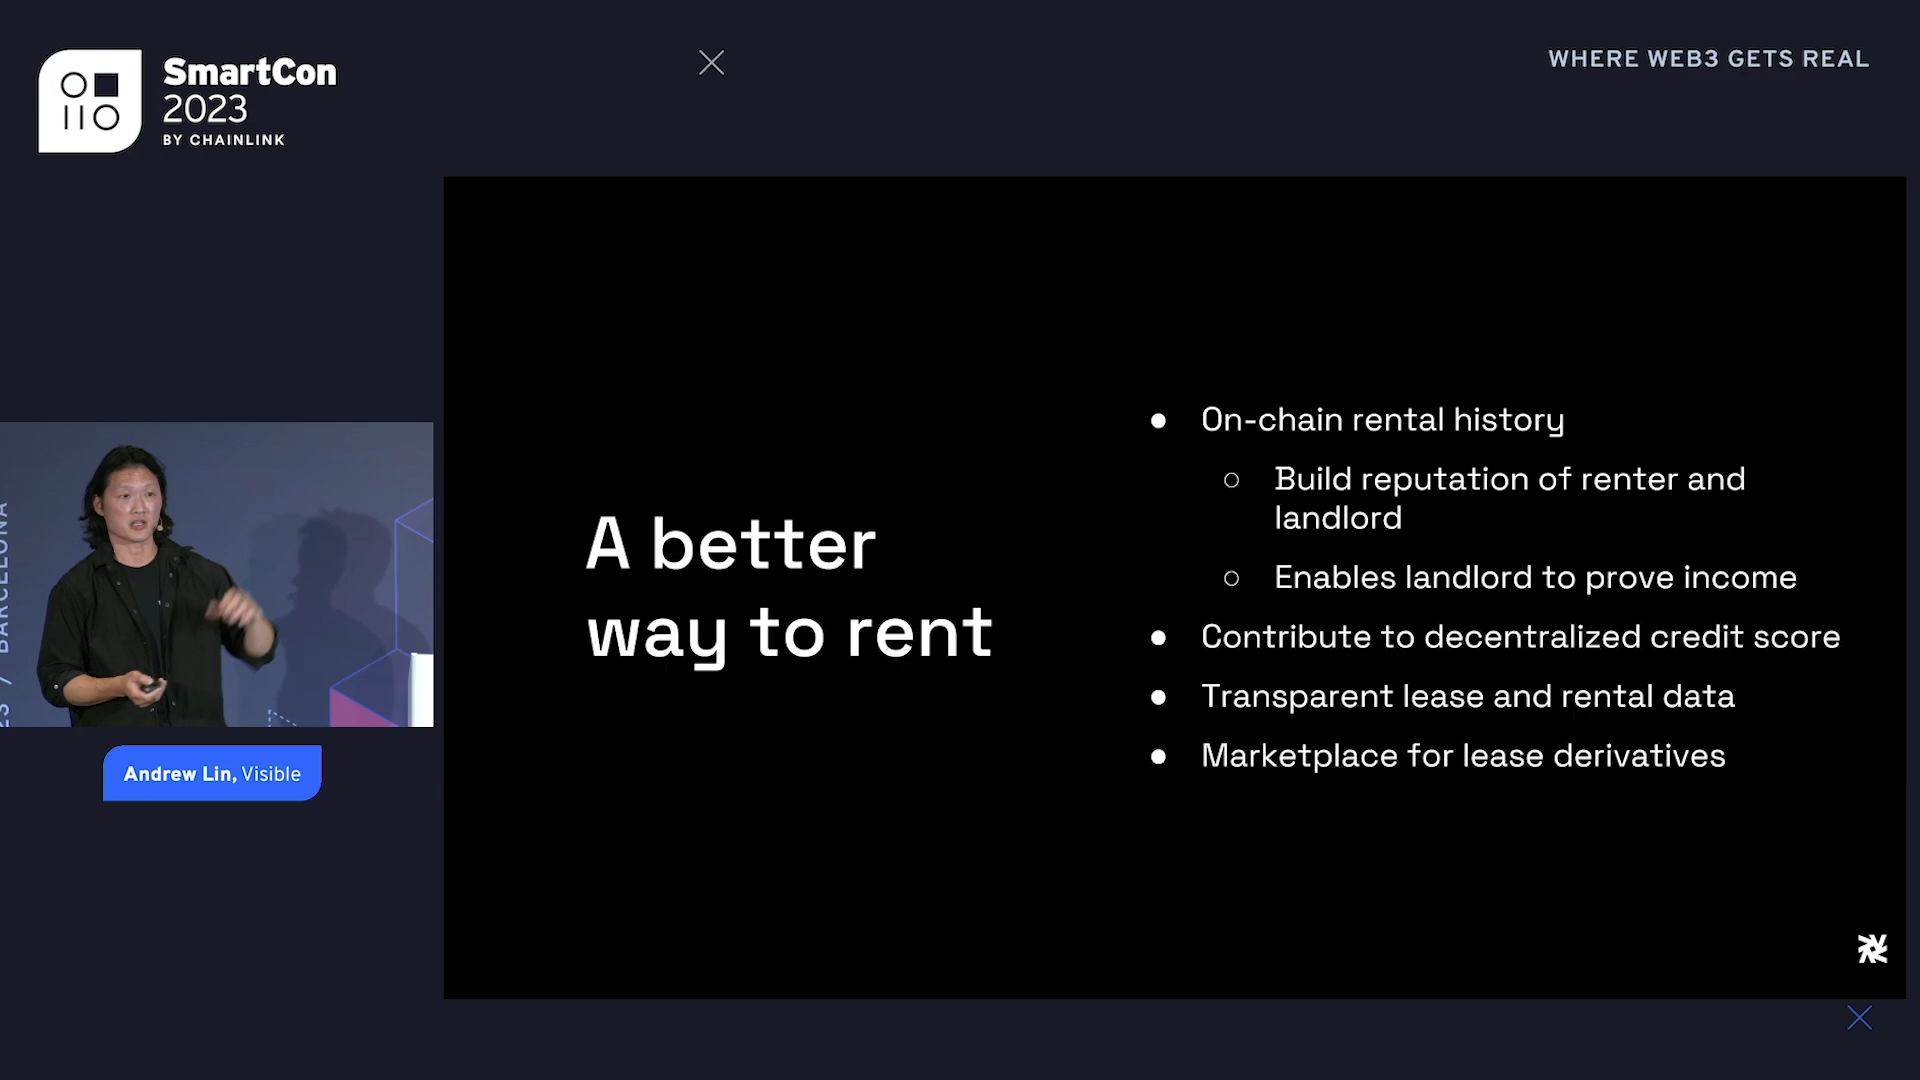 SmartCon
2023
BY CHAINLINK
WHERE WEB3 GETS REAL
A better
way to rent
● On-chain rental history
○ Build reputation of renter and
landlord
○ Enables landlord to prove income
● Contribute to decentralized credit score
● Transparent lease and rental data
● Marketplace for lease derivatives
23 / BARCELONA
Andrew Lin, Visible